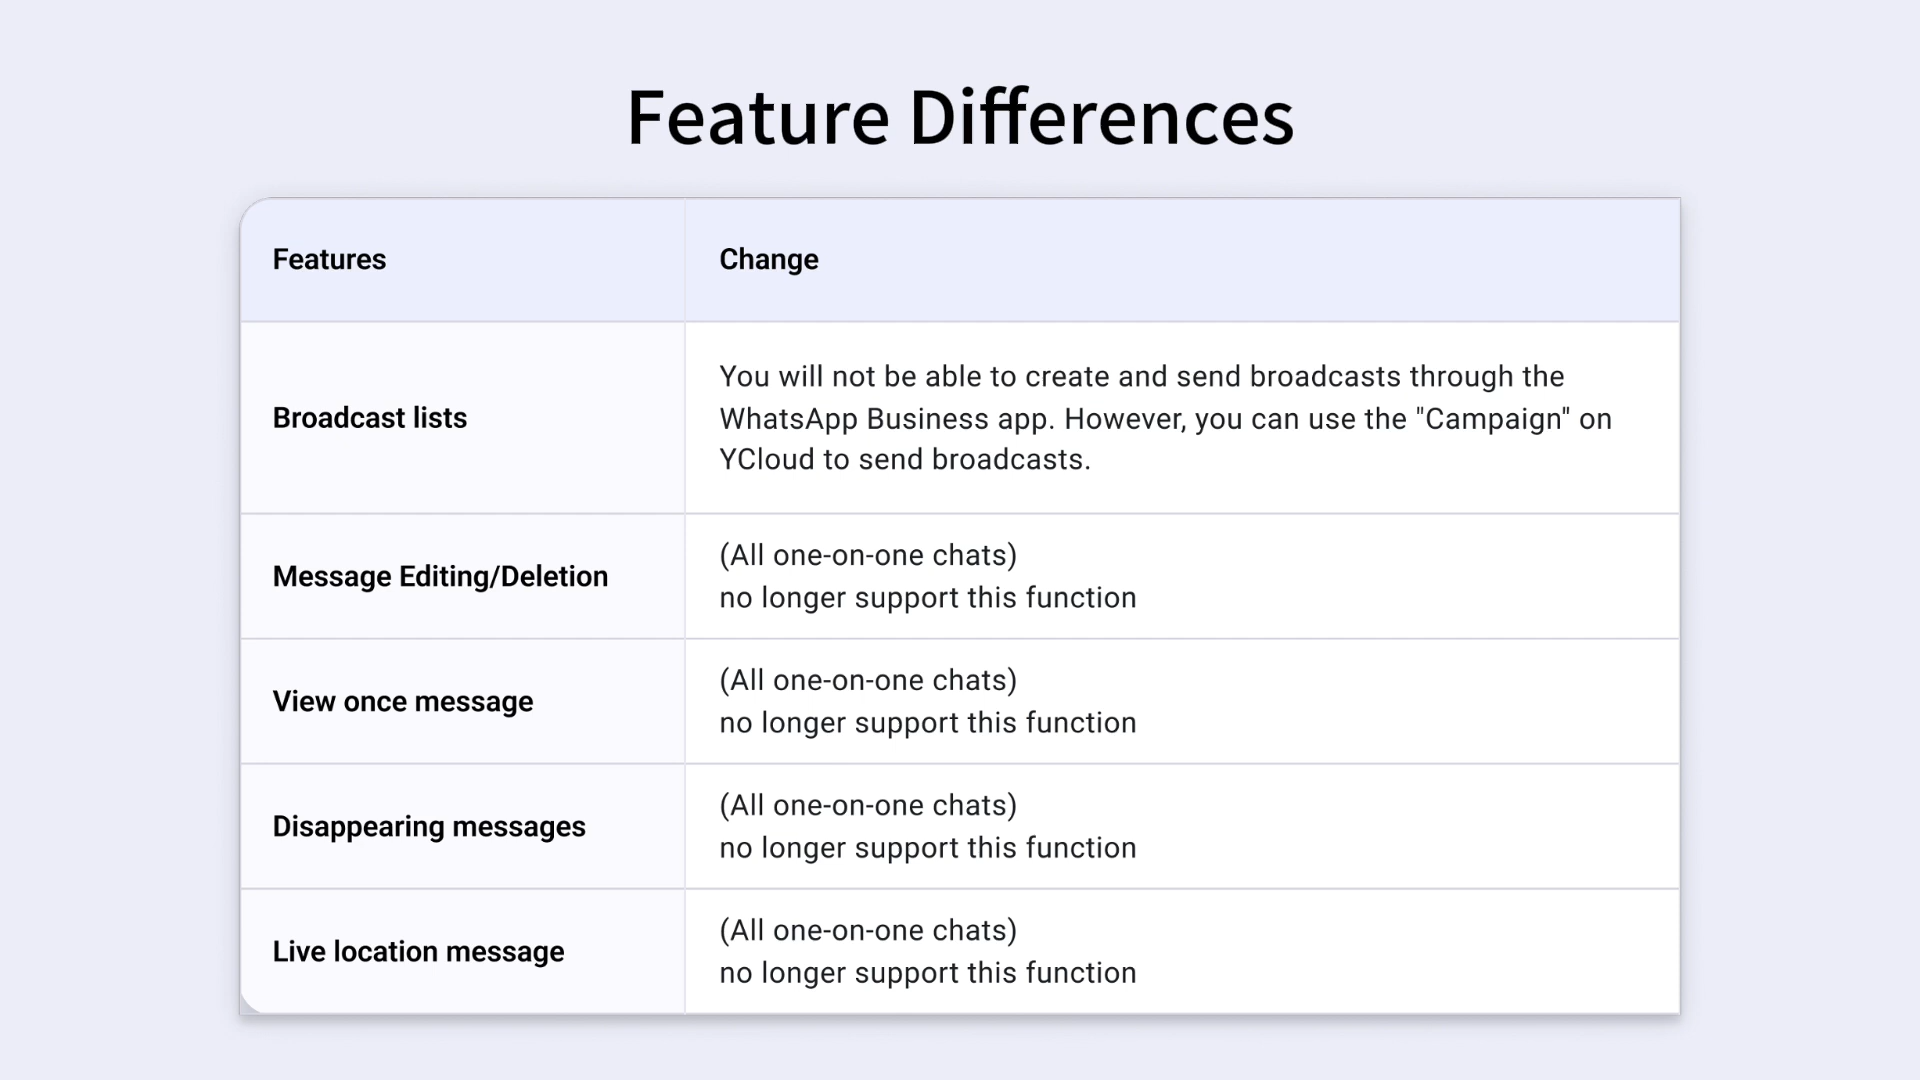 Feature Differences
Features
Change
Broadcast lists
You will not be able to create and send broadcasts through the
WhatsApp Business app. However, you can use the "Campaign" on
YCloud to send broadcasts.
Message Editing/Deletion
(All one-on-one chats)
no longer support this function
View once message
(All one-on-one chats)
no longer support this function
Disappearing messages
(All one-on-one chats)
no longer support this function
Live location message
(All one-on-one chats)
no longer support this function